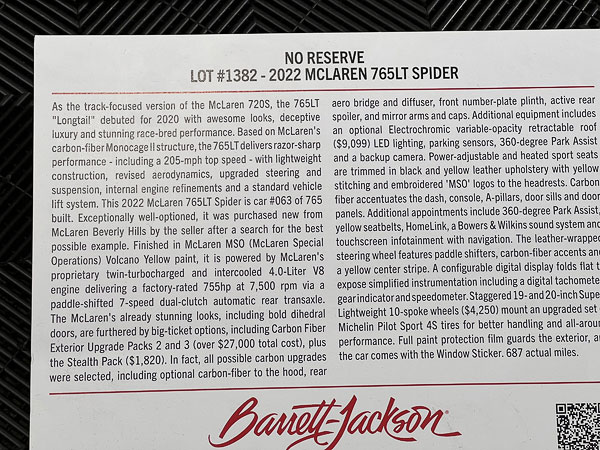 NO RESERVE
LOT #1382 - 2022 MCLAREN 765LT SPIDER
As the track-focused version of the McLaren 720S, the 765LT
"Longtail" debuted for 2020 with awesome looks, deceptive
luxury and stunning race-bred performance. Based on McLaren's
carbon-fiber Monocage II structure, the 765LT delivers razor-sharp
performance - including a 205-mph top speed - with lightweight
construction, revised aerodynamics, upgraded steering and
suspension, internal engine refinements and a standard vehicle
lift system. This 2022 McLaren 765LT Spider is car #063 of 765
built. Exceptionally well-optioned, it was purchased new from
McLaren Beverly Hills by the seller after a search for the best
possible example. Finished in McLaren MSO (McLaren Special
Operations) Volcano Yellow paint, it is powered by McLaren's
proprietary twin-turbocharged and intercooled 4.0-Liter V8
engine delivering a factory-rated 755hp at 7,500 rpm via a
paddle-shifted 7-speed dual-clutch automatic rear transaxle.
The McLaren's already stunning looks, including bold dihedral
doors, are furthered by big-ticket options, including Carbon Fiber
Exterior Upgrade Packs 2 and 3 (over $27,000 total cost), plus
the Stealth Pack ($1,820). In fact, all possible carbon upgrades
were selected, including optional carbon-fiber to the hood, rear
aero bridge and diffuser, front number-plate plinth, active rear
spoiler, and mirror arms and caps. Additional equipment includes
an optional Electrochromic variable-opacity retractable roof
($9,099) LED lighting, parking sensors, 360-degree Park Assist
and a backup camera. Power-adjustable and heated sport seats
are trimmed in black and yellow leather upholstery with yellow
stitching and embroidered 'MSO' logos to the headrests. Carbon
fiber accentuates the dash, console, A-pillars, door sills and door
panels. Additional appointments include 360-degree Park Assist,
yellow seatbelts, HomeLink, a Bowers & Wilkins sound system and
touchscreen infotainment with navigation. The leather-wrapped
steering wheel features paddle shifters, carbon-fiber accents and
a yellow center stripe. A configurable digital display folds flat t
expose simplified instrumentation including a digital tachometer
gear indicator and speedometer. Staggered 19- and 20-inch Supe
Lightweight 10-spoke wheels ($4,250) mount an upgraded set
Michelin Pilot Sport 4S tires for better handling and all-aroun
performance. Full paint protection film guards the exterior, a
the car comes with the Window Sticker. 687 actual miles.
Barrett-Jackson